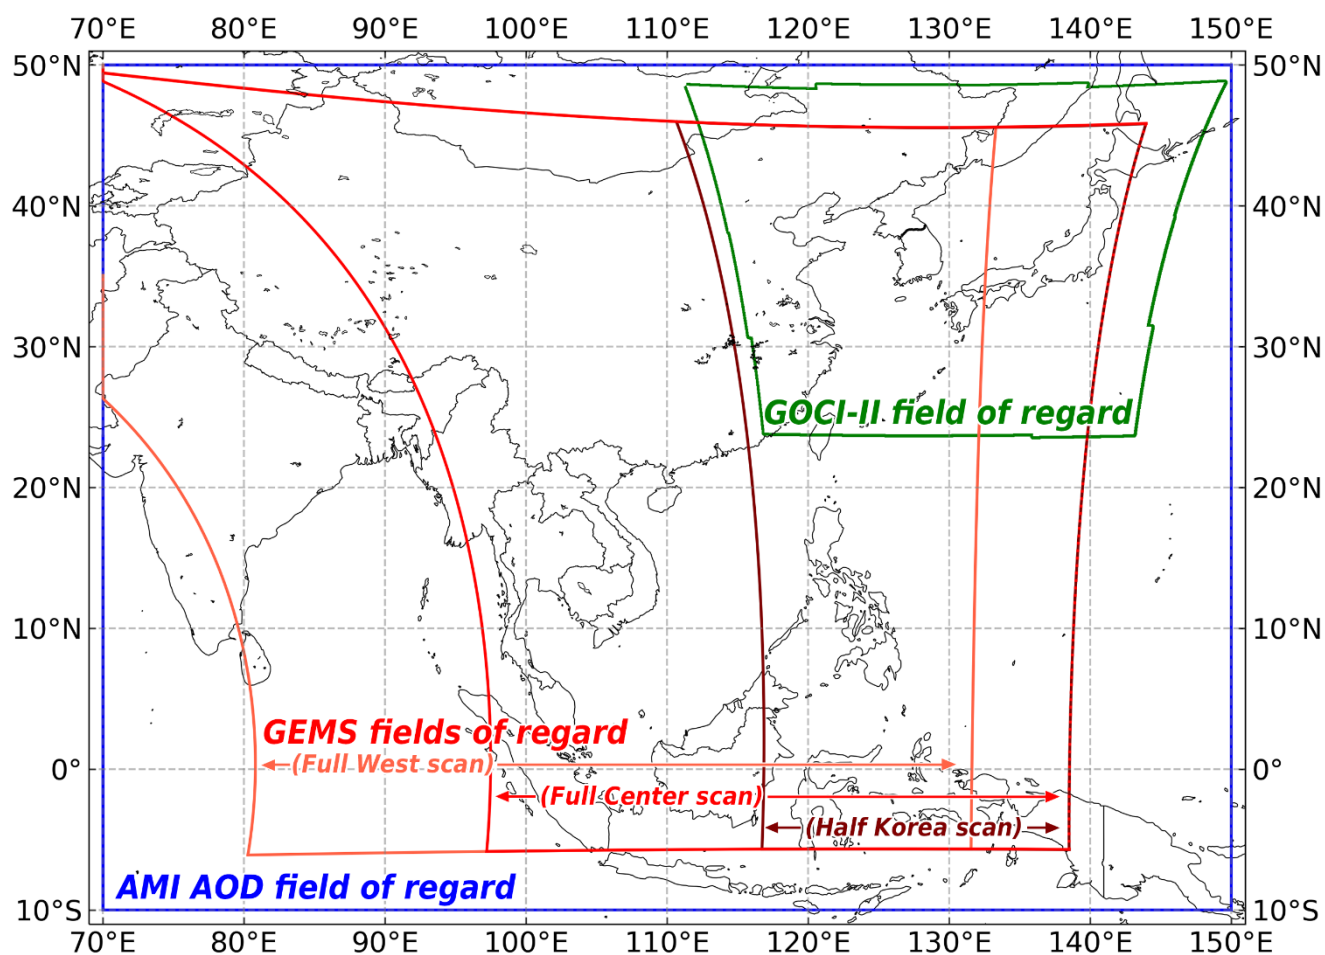 70°E 80°E 90°E 100°E 110°E 120°E 130°E 140°E 150°E
50°N 50°N
40°N 40°N
30°N 30°N
GOCI-II field of regard
20°N 20°N
10°N 10°N
GEMS fields of regard
(Full West scan)
0° 0°
(Full Center scan)
(Half Korea scan)
AMI AOD field of regard
10°S 10°S
70°E 80°E 90°E 100°E 110°E 120°E 130°E 140°E 150°E